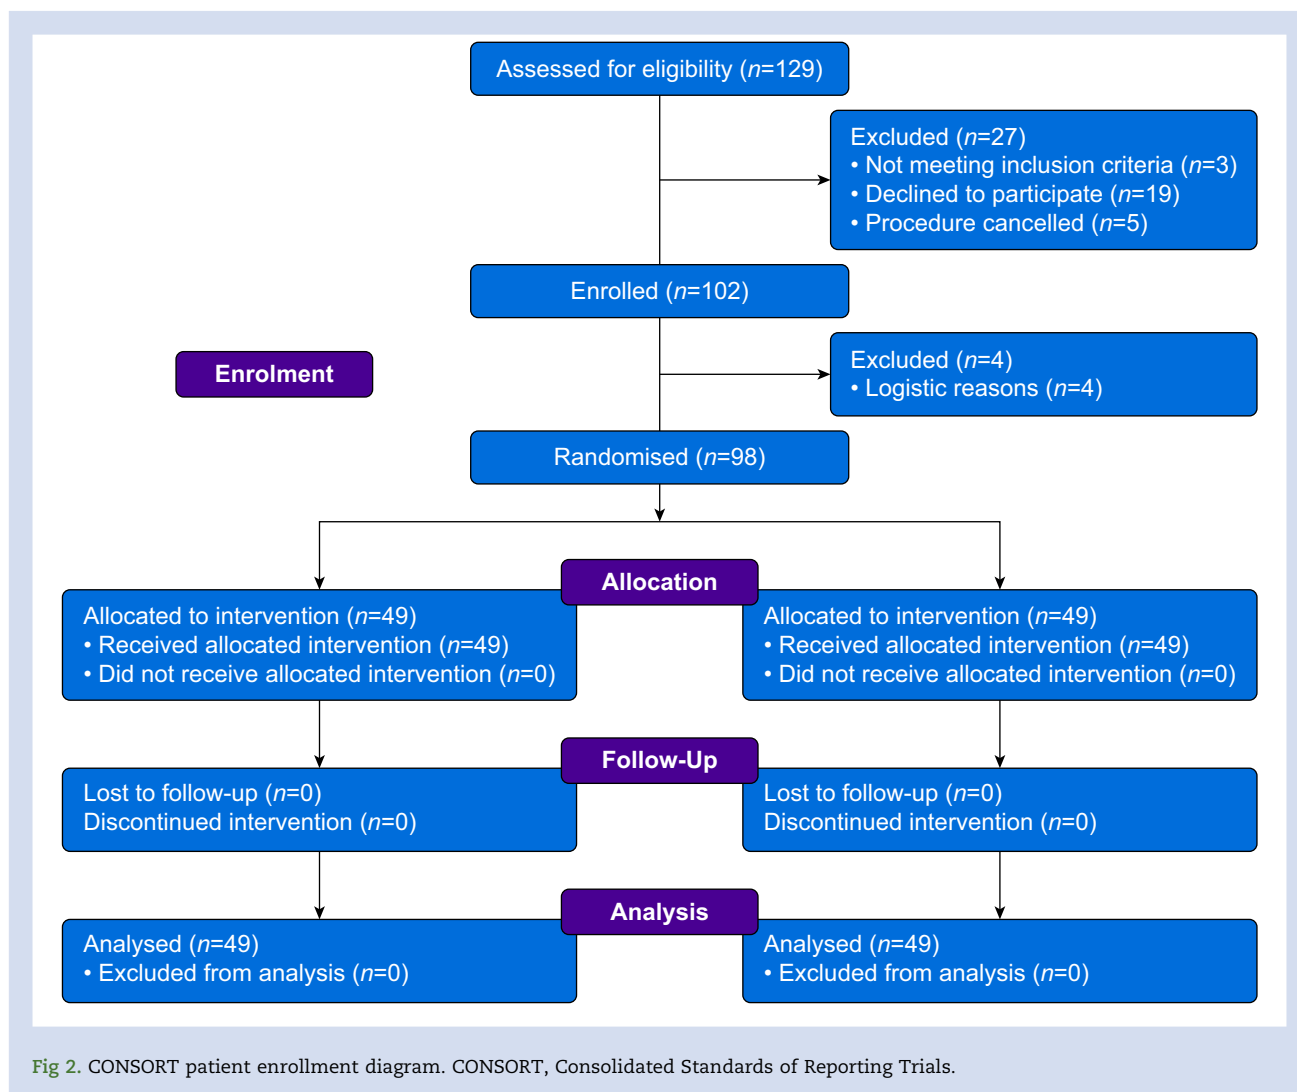 Assessed for eligibility (n=129)
Excluded (n=27)
• Not meeting inclusion criteria (n=3)
• Declined to participate (n=19)
• Procedure cancelled (n=5)
Enrolled (n=102)
Enrolment
Excluded (n=4)
• Logistic reasons (n=4)
Randomised (n=98)
Allocation
Allocated to intervention (n=49)
• Received allocated intervention (n=49)
• Did not receive allocated intervention (n=0)
Allocated to intervention (n=49)
• Received allocated intervention (n=49)
• Did not receive allocated intervention (n=0)
Follow-Up
Lost to follow-up (n=0)
Discontinued intervention (n=0)
Lost to follow-up (n=0)
Discontinued intervention (n=0)
Analysis
Analysed (n=49)
• Excluded from analysis (n=0)
Analysed (n=49)
• Excluded from analysis (n=0)
Fig 2. CONSORT patient enrollment diagram. CONSORT, Consolidated Standards of Reporting Trials.